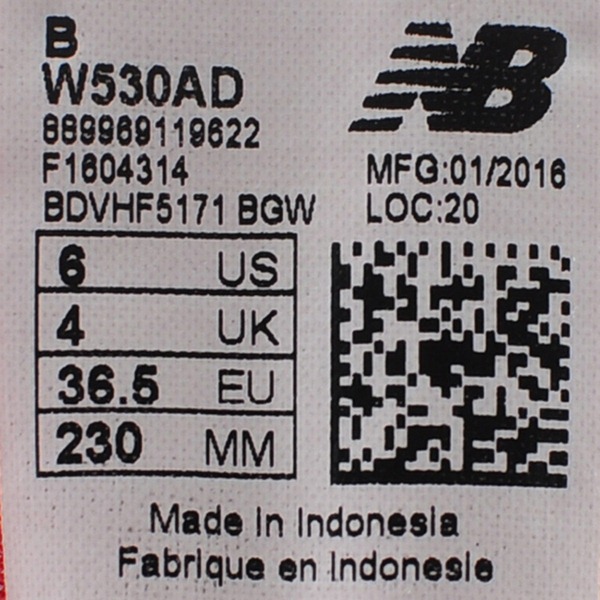 B
NB
W530AD
889969119622
F1604314
MFG:01/2016
BDVHF5171 BGW
LOC:20
6 US
4 UK
36.5 EU
230 MM
Made in Indonesia
Fabrique en Indonesie